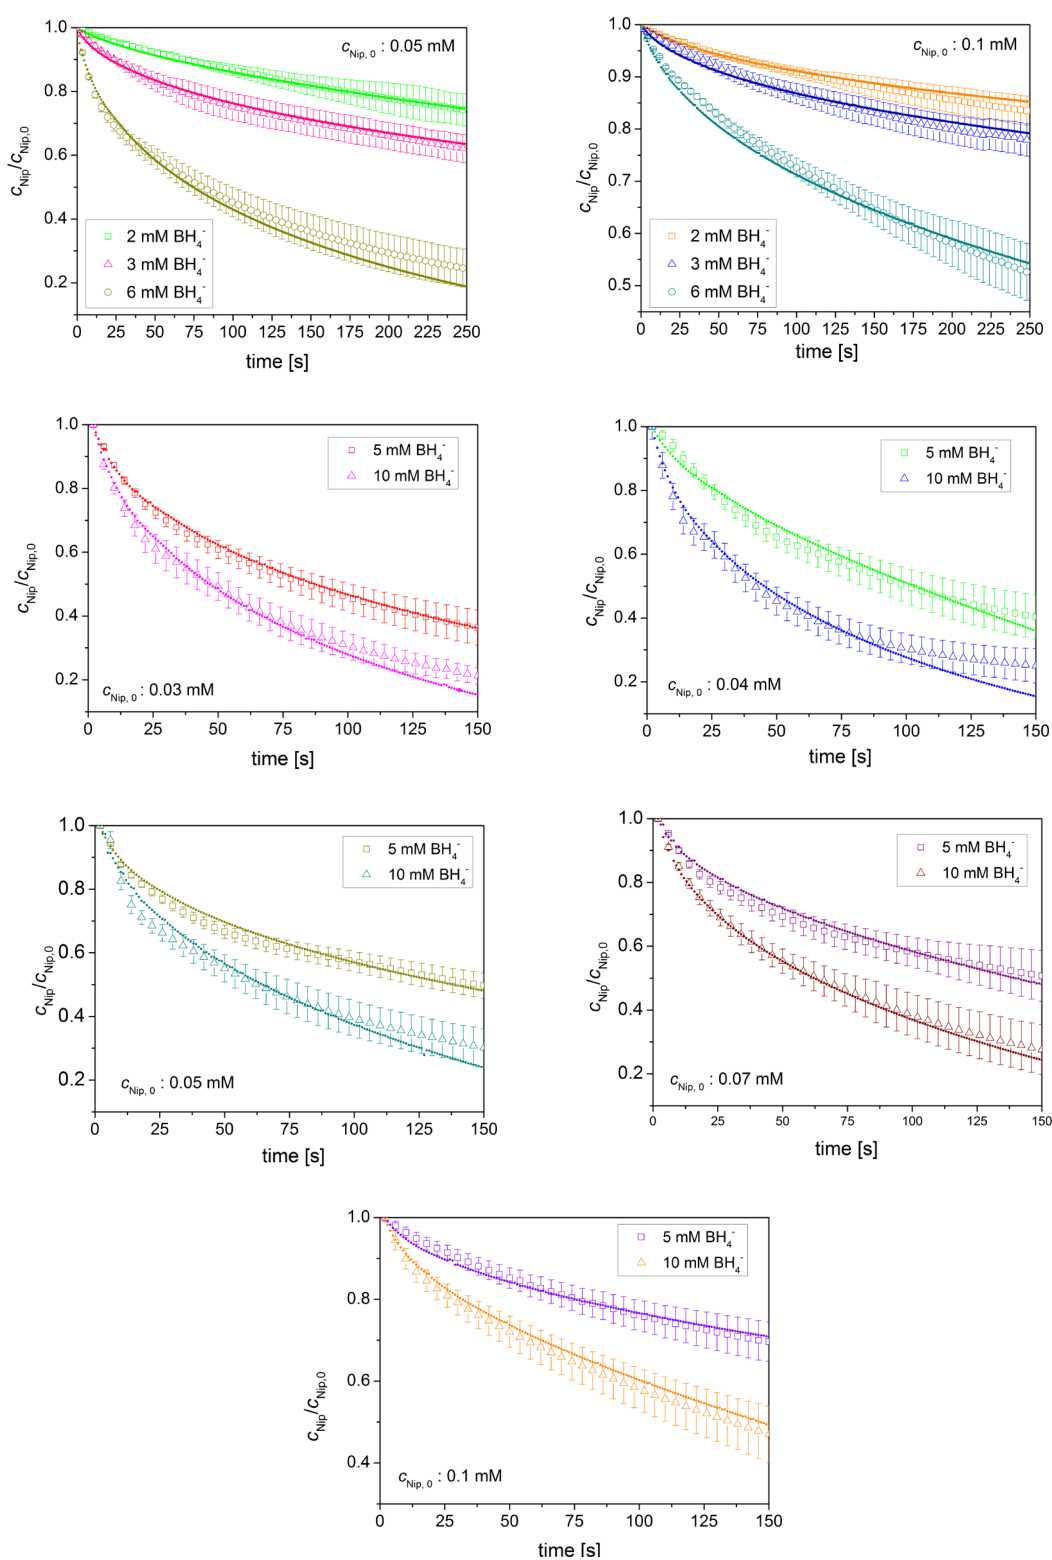 1.0
0.8
0.6
0.4
0.2
c_Nip/c_Nip,0
c_Nip, 0 : 0.05 mM
2 mM BH₄⁻
3 mM BH₄⁻
6 mM BH₄⁻
0 25 50 75 100 125 150 175 200 225 250
time [s]
1.0
0.9
0.8
0.7
0.6
0.5
c_Nip/c_Nip,0
c_Nip, 0 : 0.1 mM
2 mM BH₄⁻
3 mM BH₄⁻
6 mM BH₄⁻
0 25 50 75 100 125 150 175 200 225 250
time [s]
1.0
0.8
0.6
0.4
0.2
c_Nip/c_Nip,0
5 mM BH₄⁻
10 mM BH₄⁻
c_Nip, 0 : 0.03 mM
0 25 50 75 100 125 150
time [s]
1.0
0.8
0.6
0.4
0.2
c_Nip/c_Nip,0
5 mM BH₄⁻
10 mM BH₄⁻
c_Nip, 0 : 0.04 mM
0 25 50 75 100 125 150
time [s]
1.0
0.8
0.6
0.4
0.2
c_Nip/c_Nip,0
5 mM BH₄⁻
10 mM BH₄⁻
c_Nip, 0 : 0.05 mM
0 25 50 75 100 125 150
time [s]
1.0
0.8
0.6
0.4
0.2
c_Nip/c_Nip,0
5 mM BH₄⁻
10 mM BH₄⁻
c_Nip, 0 : 0.07 mM
0 25 50 75 100 125 150
time [s]
1.0
0.8
0.6
0.4
c_Nip/c_Nip,0
5 mM BH₄⁻
10 mM BH₄⁻
c_Nip, 0 : 0.1 mM
0 25 50 75 100 125 150
time [s]